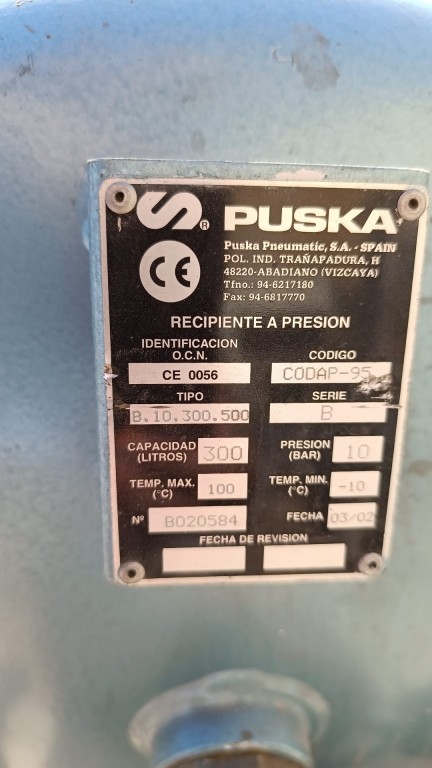 ® PUSKA
Puska Pneumatic, S.A. - SPAIN
POL. IND. TRAÑAPADURA, H
48220-ABADIANO (VIZCAYA)
Tfno.: 94-6217180
Fax: 94-6817770
CE
RECIPIENTE A PRESION
IDENTIFICACION O.C.N. CODIGO
CE 0056 CODAP-95
TIPO SERIE
B.10.300.500 B
CAPACIDAD (LITROS) 300 PRESION (BAR) 10
TEMP. MAX. (°C) 100 TEMP. MIN. (°C) -10
Nº B020584 FECHA 03/02
FECHA DE REVISION